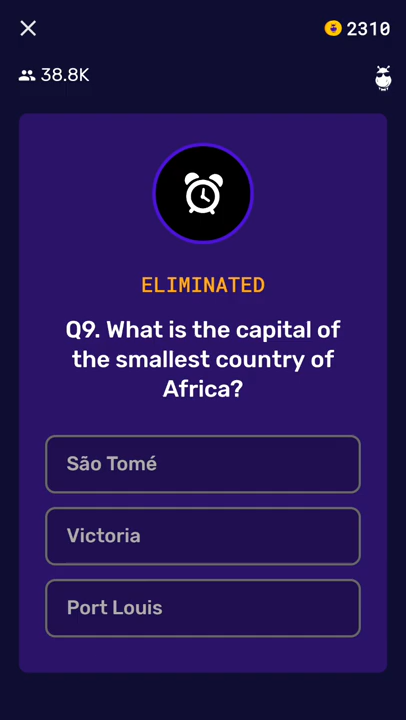 2310
38.8K
ELIMINATED
Q9. What is the capital of
the smallest country of
Africa?
São Tomé
Victoria
Port Louis